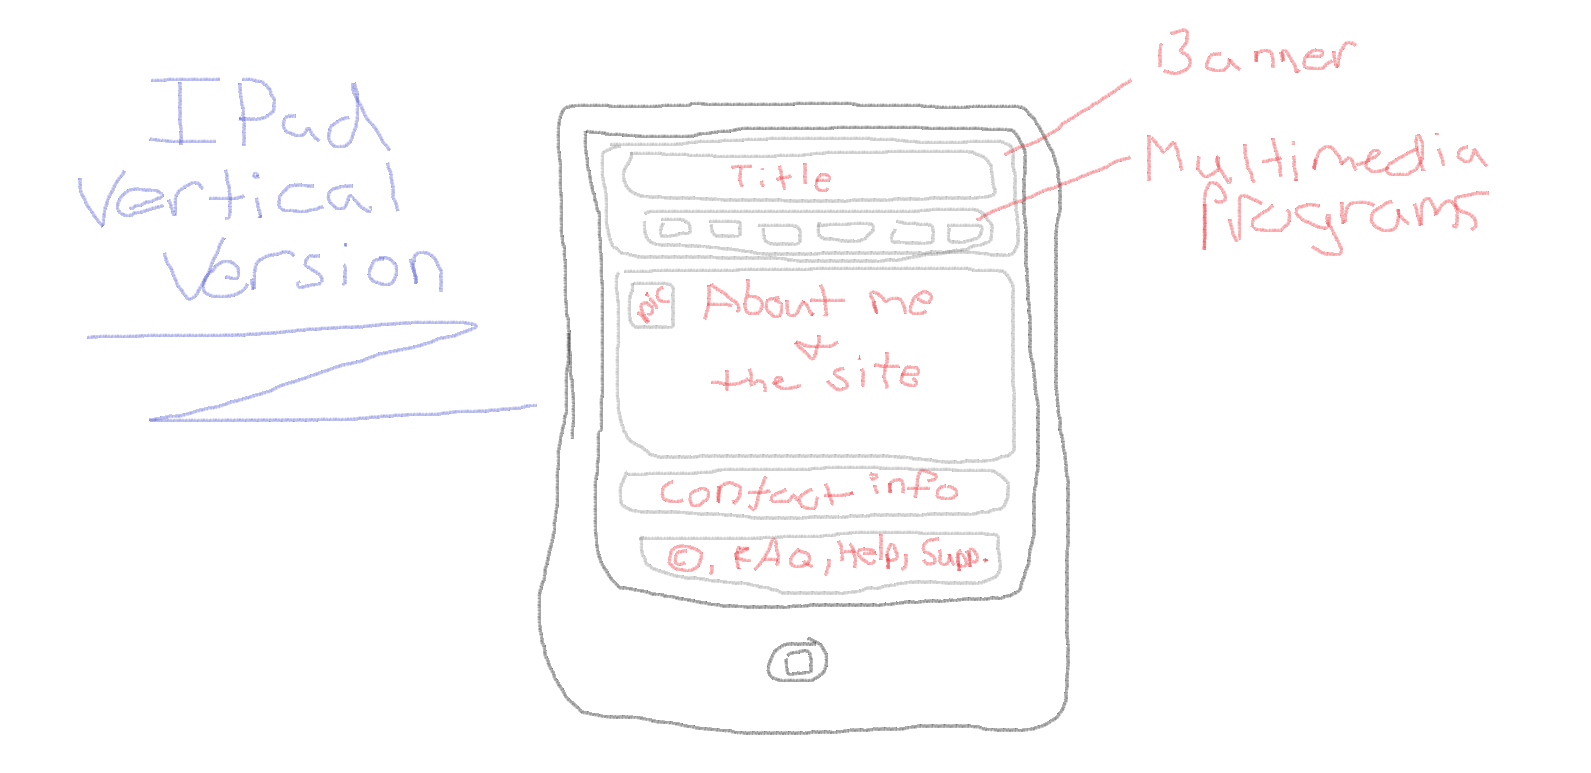 IPad
Vertical
Version
Banner
Multimedia
Programs
Title
pic
About me
+
the site
contact info
©, FAQ, Help, Supp.